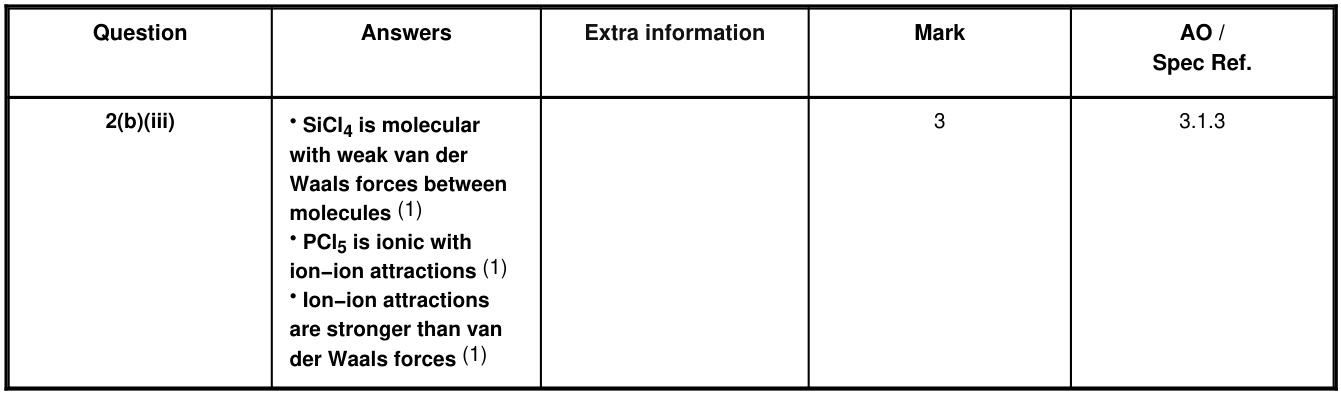 Question Answers Extra information Mark AO /
Spec Ref.
2(b)(iii) • SiCl4 is molecular 3 3.1.3
with weak van der
Waals forces between
molecules (1)
• PCl5 is ionic with
ion–ion attractions (1)
• Ion–ion attractions
are stronger than van
der Waals forces (1)